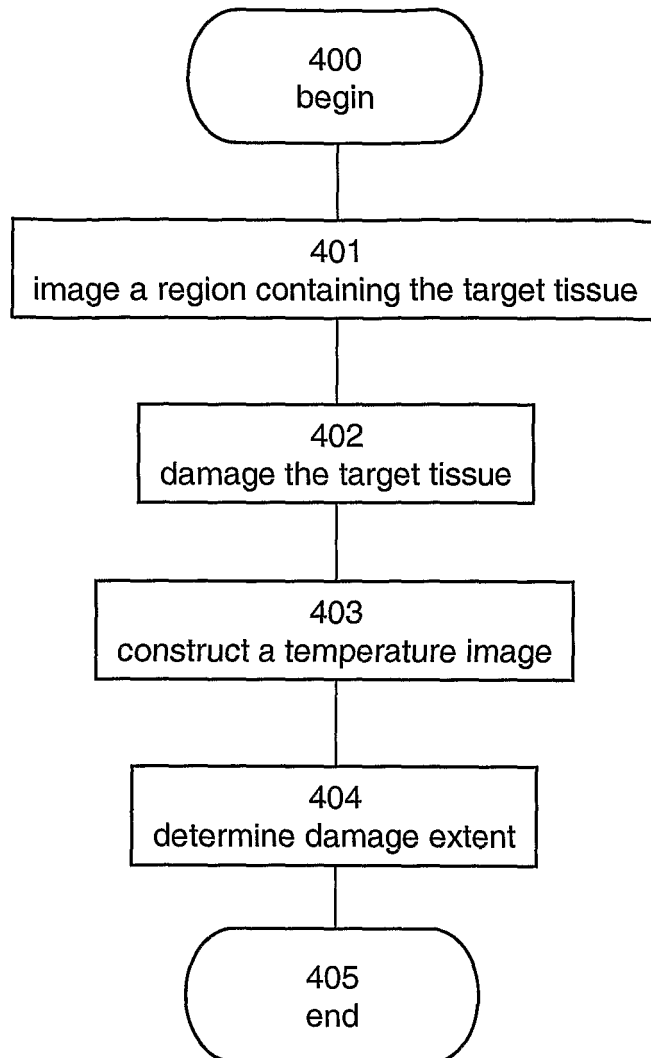 400
begin
401
image a region containing the target tissue
402
damage the target tissue
403
construct a temperature image
404
determine damage extent
405
end